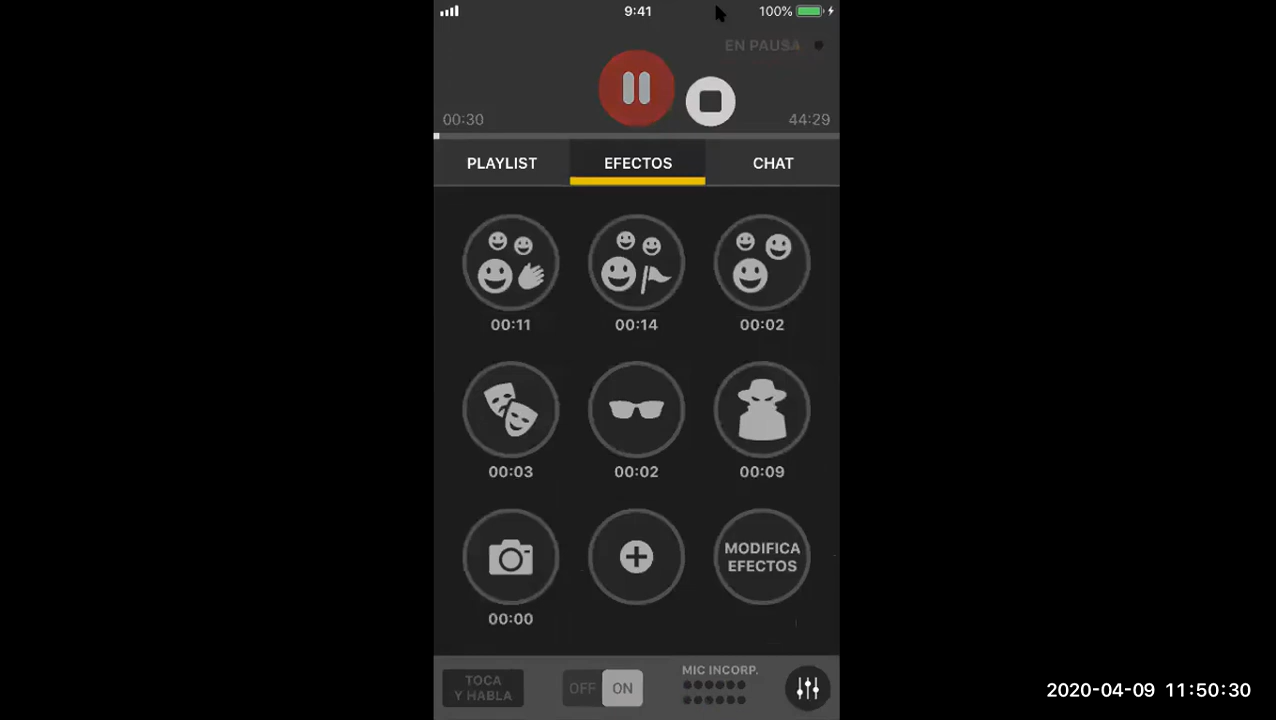 9:41
100%
EN PAUSA
00:30
44:29
PLAYLIST
EFECTOS
CHAT
00:11
00:14
00:02
00:03
00:02
00:09
MODIFICA
EFECTOS
00:00
TOCA
Y HABLA
OFF
ON
MIC INCORP.
2020-04-09 11:50:30